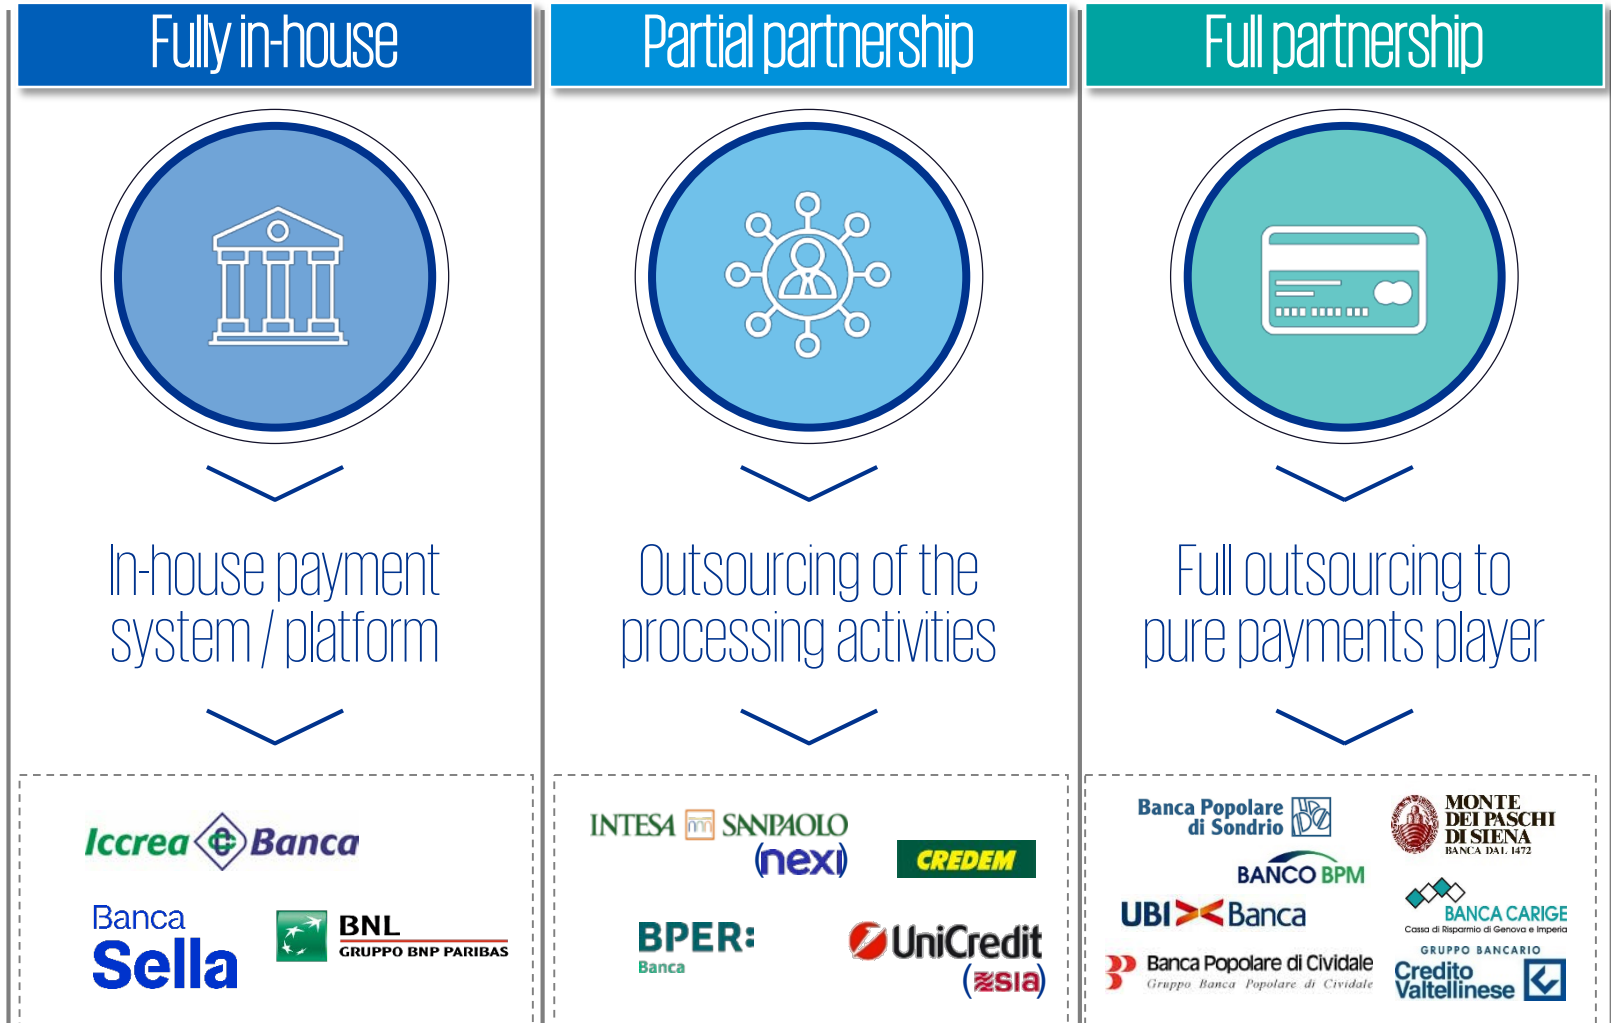 Fully in-house
In-house payment
system / platform
Iccrea Banca
Banca
Sella
BNL
GRUPPO BNP PARIBAS
Partial partnership
Outsourcing of the
processing activities
INTESA SANPAOLO
(nexi)
CREDEM
BPER:
Banca
UniCredit
(sia)
Full partnership
Full outsourcing to
pure payments player
Banca Popolare
di Sondrio
MONTE
DEI PASCHI
DI SIENA
BANCA DAL 1472
BANCO BPM
UBI Banca
BANCA CARIGE
Cassa di Risparmio di Genova e Imperia
Banca Popolare di Cividale
Gruppo Banca Popolare di Cividale
GRUPPO BANCARIO
Credito
Valtellinese